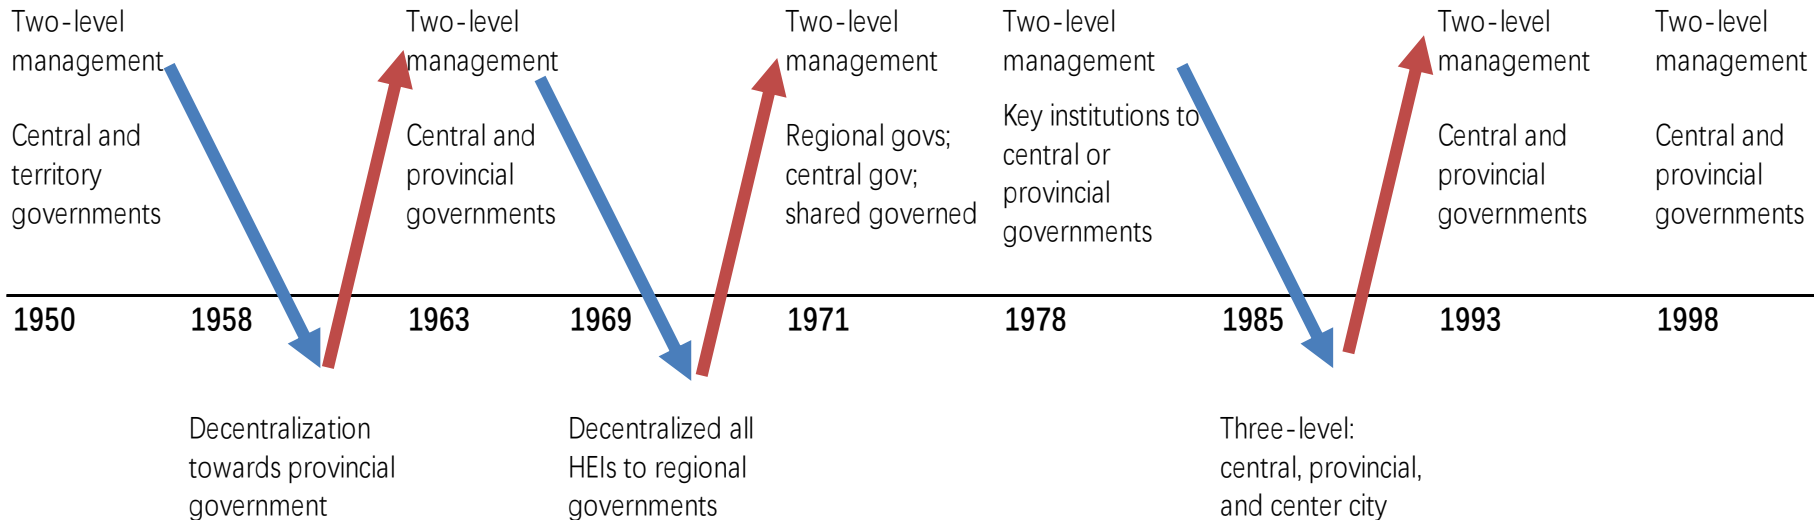 Two-level
management
Central and
territory
governments
Two-level
management
Central and
provincial
governments
Two-level
management
Regional govs;
central gov;
shared governed
Two-level
management
Key institutions to
central or
provincial
governments
Two-level
management
Central and
provincial
governments
Two-level
management
Central and
provincial
governments
1950
1958
1963
1969
1971
1978
1985
1993
1998
Decentralization
towards provincial
government
Decentralized all
HEIs to regional
governments
Three-level:
central, provincial,
and center city